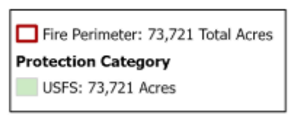 Fire Perimeter: 73,721 Total Acres
Protection Category
USFS: 73,721 Acres